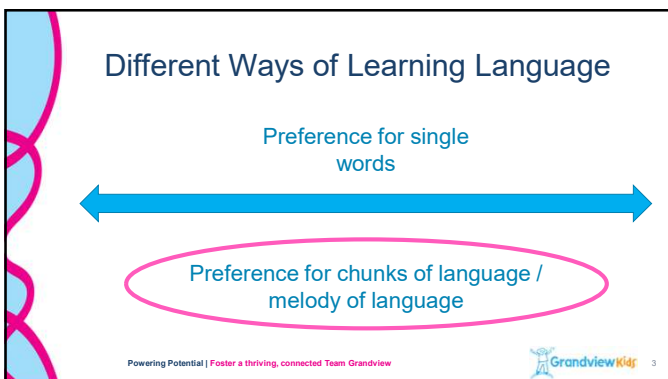 Different Ways of Learning Language
Preference for single
words
Preference for chunks of language /
melody of language
Powering Potential | Foster a thriving, connected Team Grandview
GrandviewKids
3